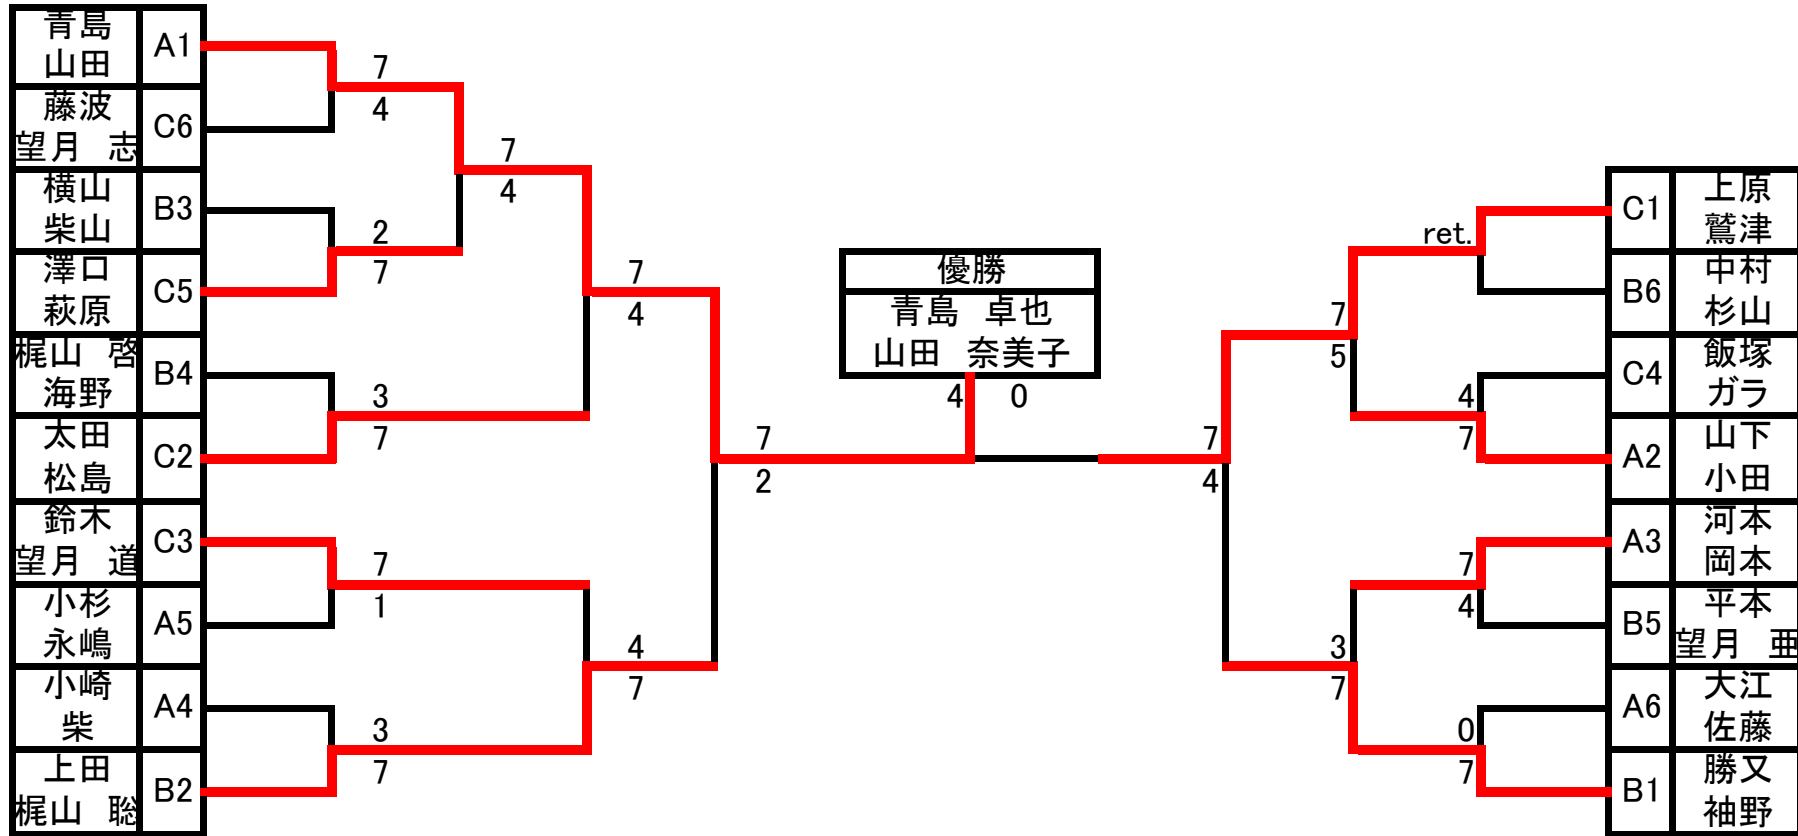 青島
山田
A1
藤波
望月 志
C6
横山
柴山
B3
澤口
萩原
C5
梶山 啓
海野
B4
太田
松島
C2
鈴木
望月 道
C3
小杉
永嶋
A5
小崎
柴
A4
上田
梶山 聡
B2
7
4
2
7
3
7
7
1
3
7
7
4
7
4
4
7
7
2
優勝
青島 卓也
山田 奈美子
4 0
7
4
7
5
3
7
ret.
4
7
7
4
0
7
C1
上原
鷲津
B6
中村
杉山
C4
飯塚
ガラ
A2
山下
小田
A3
河本
岡本
B5
平本
望月 亜
A6
大江
佐藤
B1
勝又
袖野